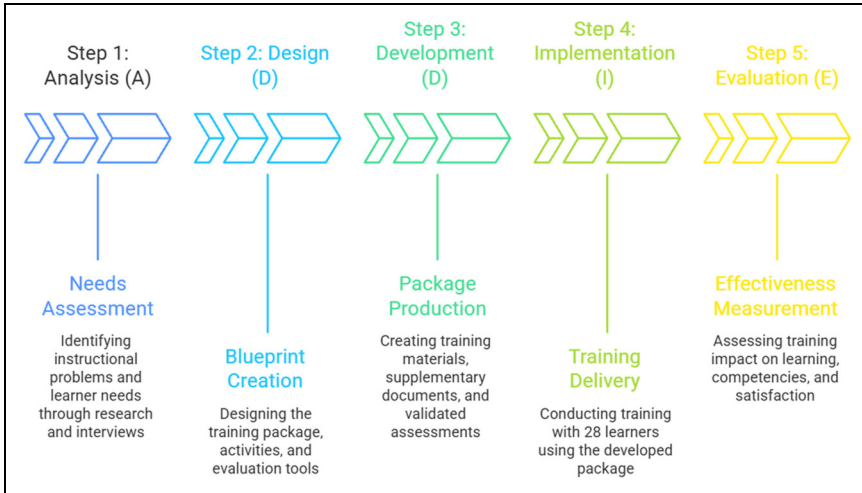 Step 1:
Analysis (A)
Step 2: Design
(D)
Step 3:
Development
(D)
Step 4:
Implementation
(I)
Step 5:
Evaluation (E)
Needs
Assessment
Identifying
instructional
problems and
learner needs
through research
and interviews
Blueprint
Creation
Designing the
training package,
activities, and
evaluation tools
Package
Production
Creating training
materials,
supplementary
documents, and
validated
assessments
Training
Delivery
Conducting training
with 28 learners
using the developed
package
Effectiveness
Measurement
Assessing training
impact on learning,
competencies, and
satisfaction